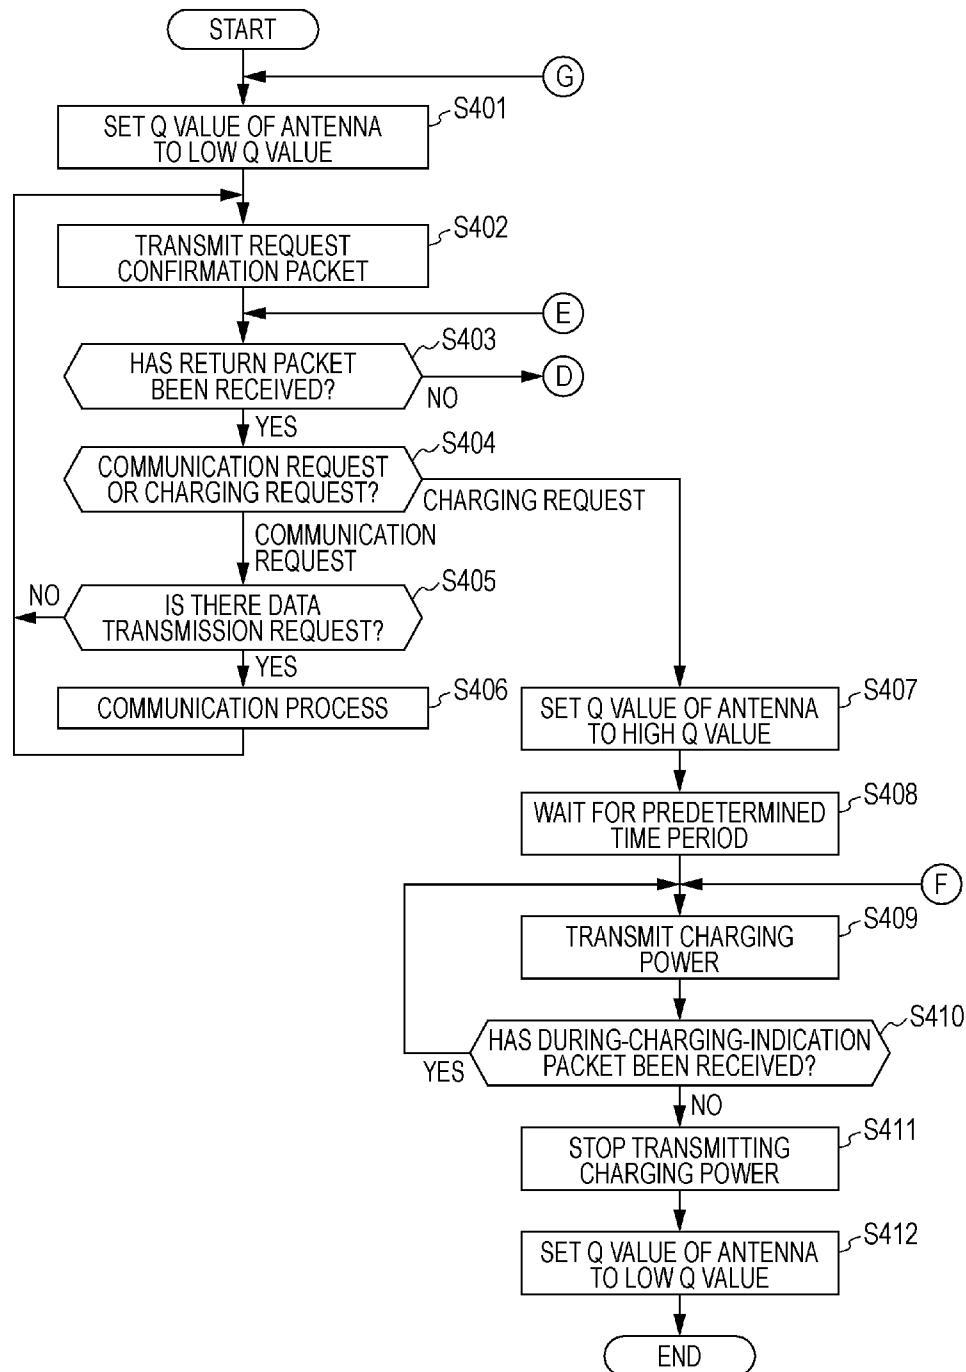 START
G
S401
SET Q VALUE OF ANTENNA
TO LOW Q VALUE
S402
TRANSMIT REQUEST
CONFIRMATION PACKET
E
S403
HAS RETURN PACKET
BEEN RECEIVED?
D
NO
YES
S404
COMMUNICATION REQUEST
OR CHARGING REQUEST?
CHARGING REQUEST
COMMUNICATION
REQUEST
S405
NO
IS THERE DATA
TRANSMISSION REQUEST?
YES
S406
COMMUNICATION PROCESS
S407
SET Q VALUE OF ANTENNA
TO HIGH Q VALUE
S408
WAIT FOR PREDETERMINED
TIME PERIOD
F
S409
TRANSMIT CHARGING
POWER
S410
HAS DURING-CHARGING-INDICATION
PACKET BEEN RECEIVED?
YES
NO
S411
STOP TRANSMITTING
CHARGING POWER
S412
SET Q VALUE OF ANTENNA
TO LOW Q VALUE
END